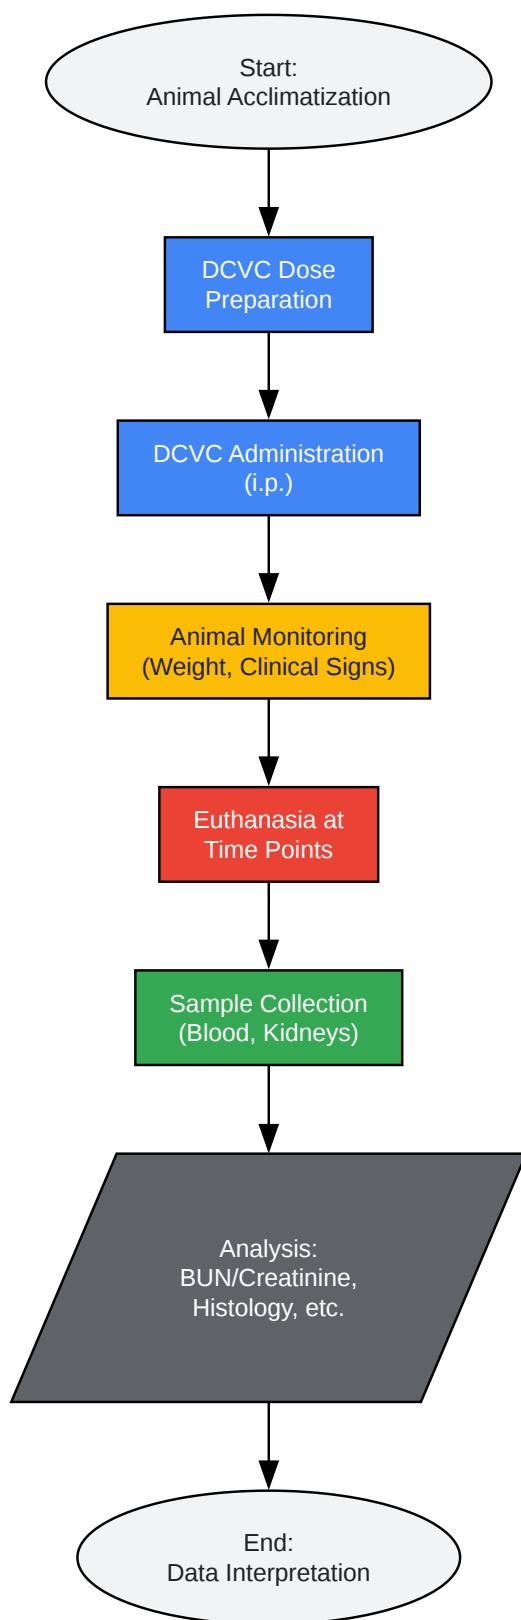 Start:
Animal Acclimatization
DCVC Dose
Preparation
DCVC Administration
(i.p.)
Animal Monitoring
(Weight, Clinical Signs)
Euthanasia at
Time Points
Sample Collection
(Blood, Kidneys)
Analysis:
BUN/Creatinine,
Histology, etc.
End:
Data Interpretation